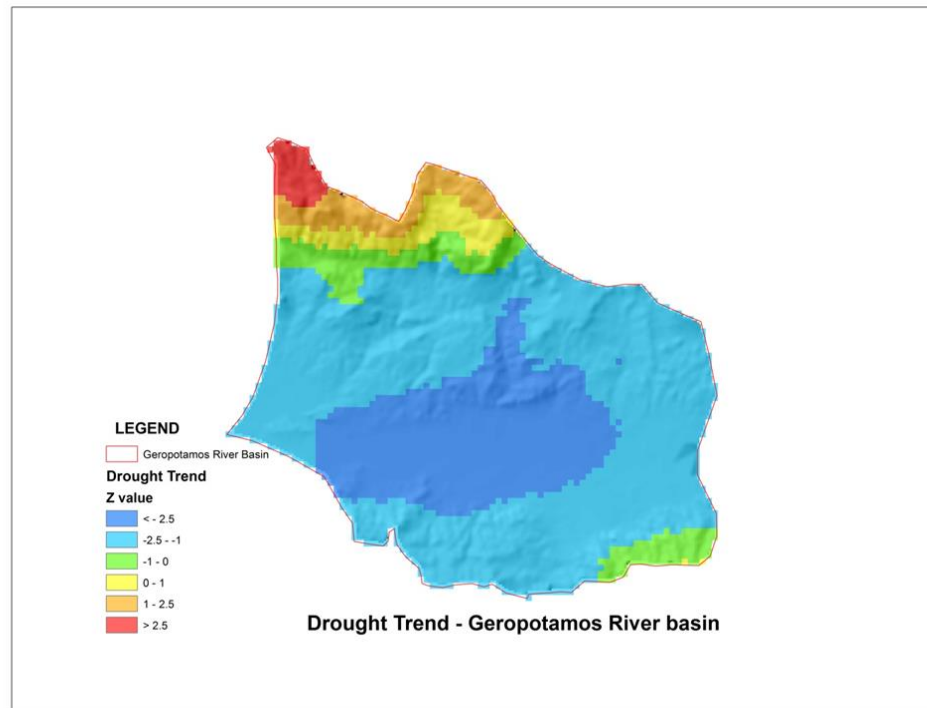 LEGEND
Geropotamos River Basin
Drought Trend
Z value
< - 2.5
-2.5 - -1
-1 - 0
0 - 1
1 - 2.5
> 2.5
Drought Trend - Geropotamos River basin